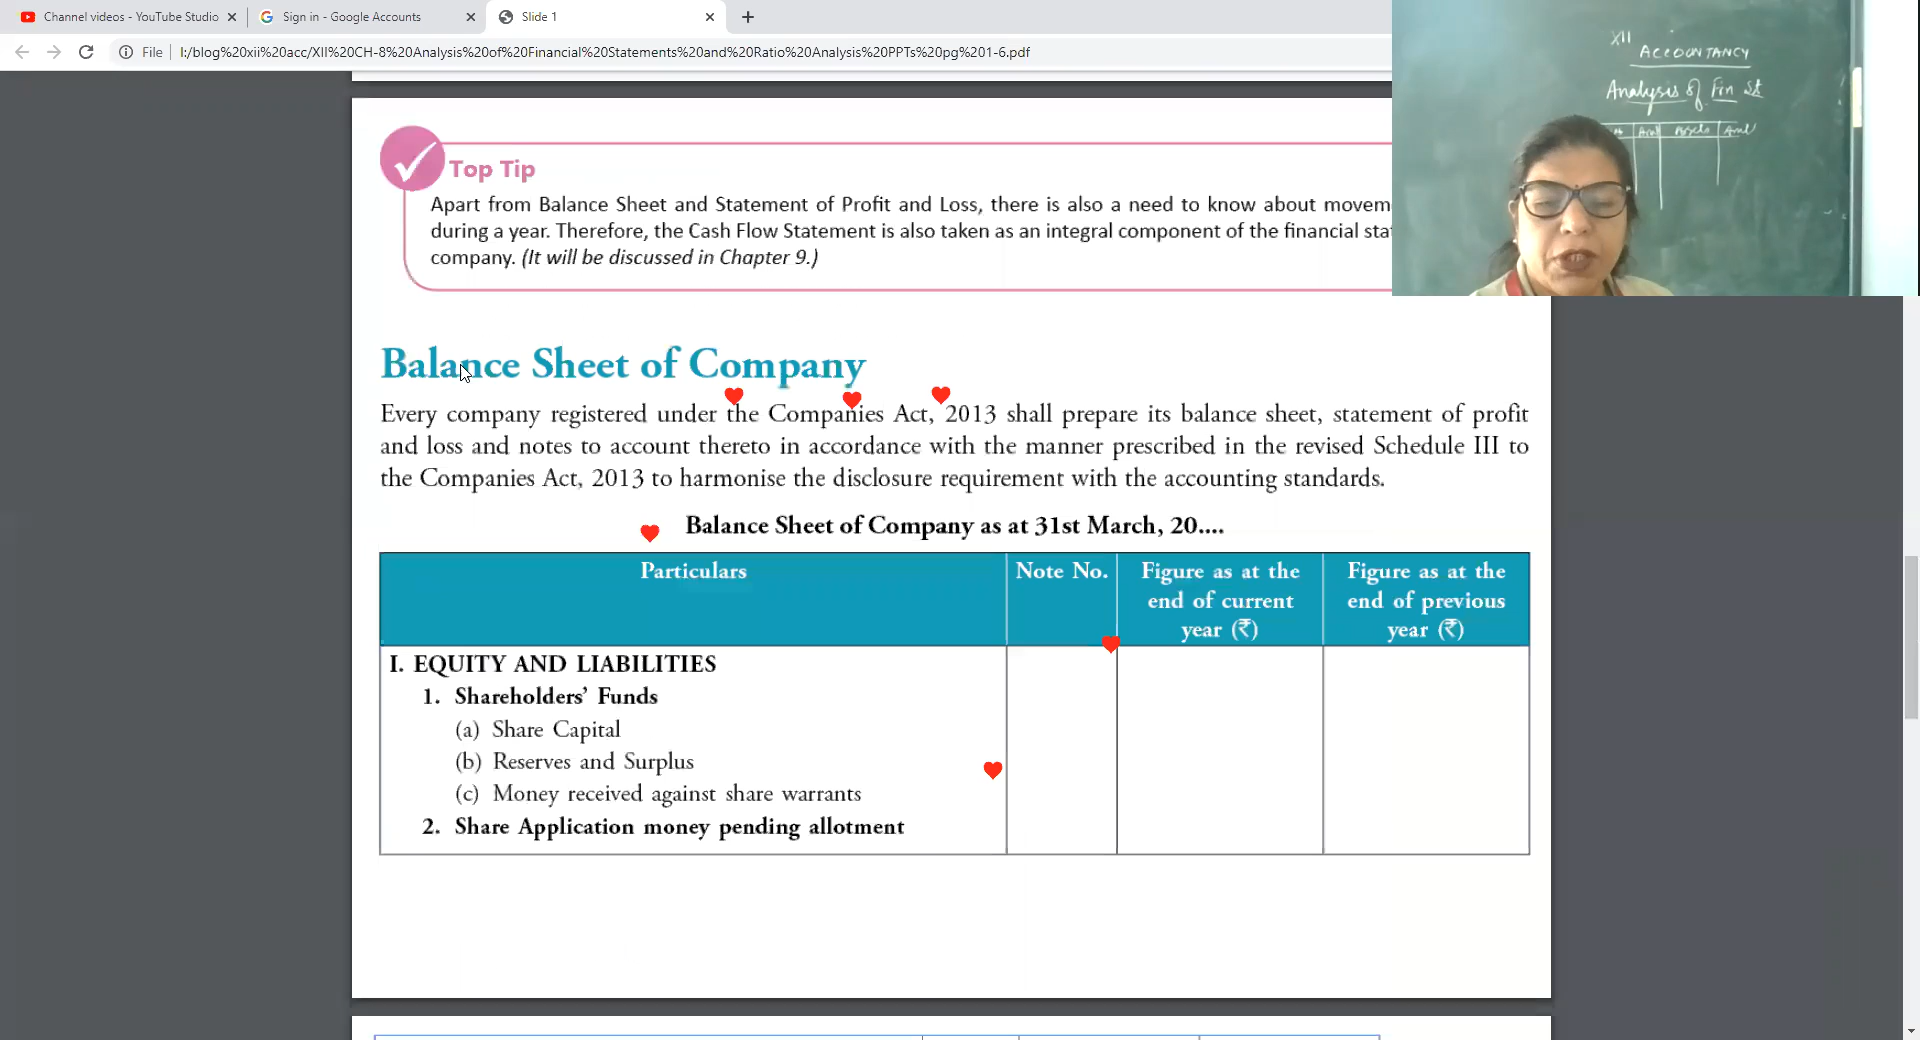 Channel videos - YouTube Studio
Sign in - Google Accounts
Slide 1
File
I:/blog%20xii%20acc/XII%20CH-8%20Analysis%20of%20Financial%20Statements%20and%20Ratio%20Analysis%20PPTs%20pg%201-6.pdf
XII
ACCOUNTANCY
Analysis of Fin St
Assets Aml
Top Tip
Apart from Balance Sheet and Statement of Profit and Loss, there is also a need to know about movem
during a year. Therefore, the Cash Flow Statement is also taken as an integral component of the financial sta
company. (It will be discussed in Chapter 9.)
Balance Sheet of Company
Every company registered under the Companies Act, 2013 shall prepare its balance sheet, statement of profit
and loss and notes to account thereto in accordance with the manner prescribed in the revised Schedule III to
the Companies Act, 2013 to harmonise the disclosure requirement with the accounting standards.
Balance Sheet of Company as at 31st March, 20....
Particulars
Note No.
Figure as at the
end of current
year (₹)
Figure as at the
end of previous
year (₹)
I. EQUITY AND LIABILITIES
1. Shareholders' Funds
(a) Share Capital
(b) Reserves and Surplus
(c) Money received against share warrants
2. Share Application money pending allotment